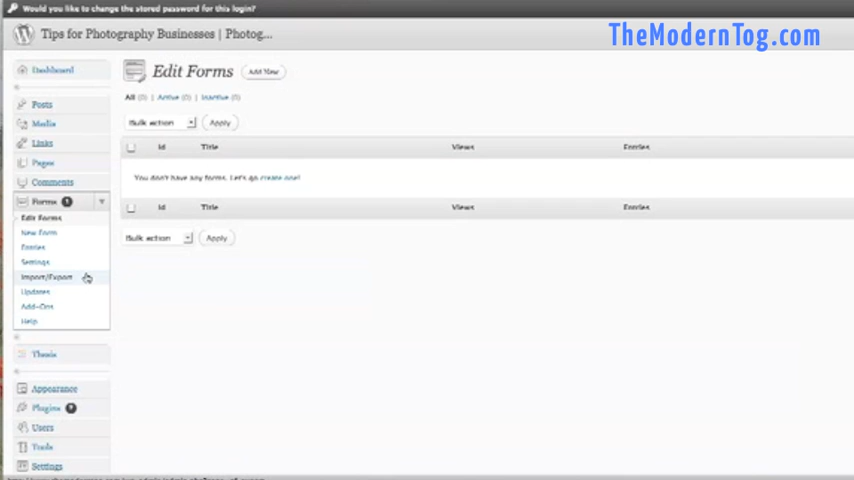 Would you like to change the stored password for this login?
Tips for Photography Businesses | Photog...
TheModernTog.com
Dashboard
Posts
Media
Links
Pages
Comments
Forms 1
Edit Forms
New Form
Entries
Settings
Import/Export
Updates
Add-Ons
Help
Thesis
Appearance
Plugins
Users
Tools
Settings
Edit Forms Add New
All (0) | Active (0) | Inactive (0)
Bulk action Apply
Id Title Views Entries
You don't have any forms. Let's go create one!
Id Title Views Entries
Bulk action Apply